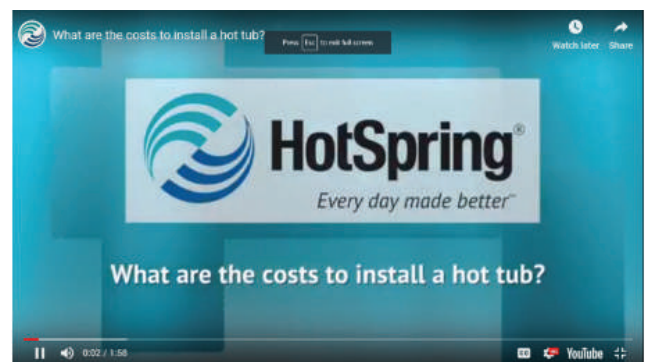 What are the costs to install a hot tub?
Press Esc to exit full screen
Watch later Share
HotSpring®
Every day made better™
What are the costs to install a hot tub?
0:02 / 1:56
CC YouTube